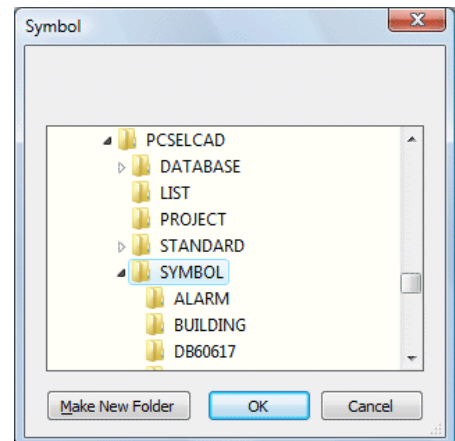 Symbol
PCSELCAD
DATABASE
LIST
PROJECT
STANDARD
SYMBOL
ALARM
BUILDING
DB60617
Make New Folder OK Cancel